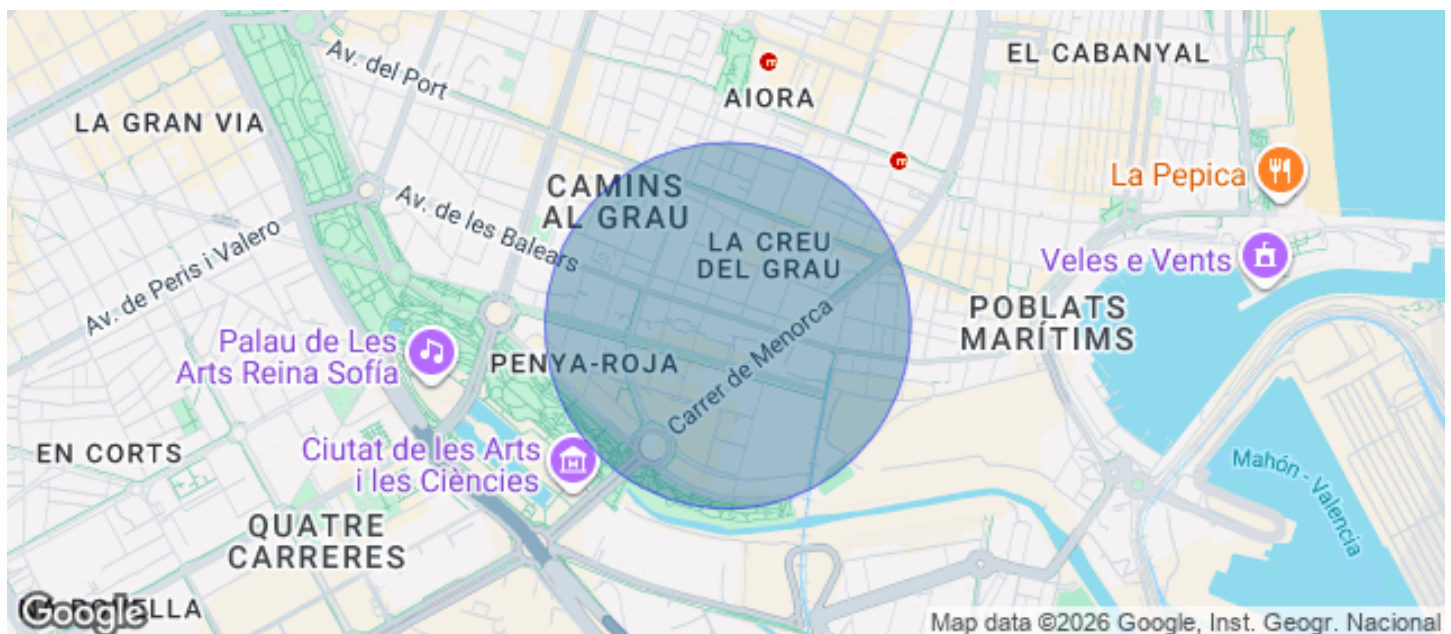 EL CABANYAL
Av. del Port
AIORA
LA GRAN VIA
La Pepica
CAMINS
AL GRAU
Av. de les Balears
LA CREU
DEL GRAU
Av. de Peris i Valero
Veles e Vents
POBLATS
MARÍTIMS
Palau de Les
Arts Reina Sofía
PENYA-ROJA
Carrer de Menorca
EN CORTS
Ciutat de les Arts
i les Ciències
Mahón - Valencia
QUATRE
CARRERES
Google
Map data ©2026 Google, Inst. Geogr. Nacional